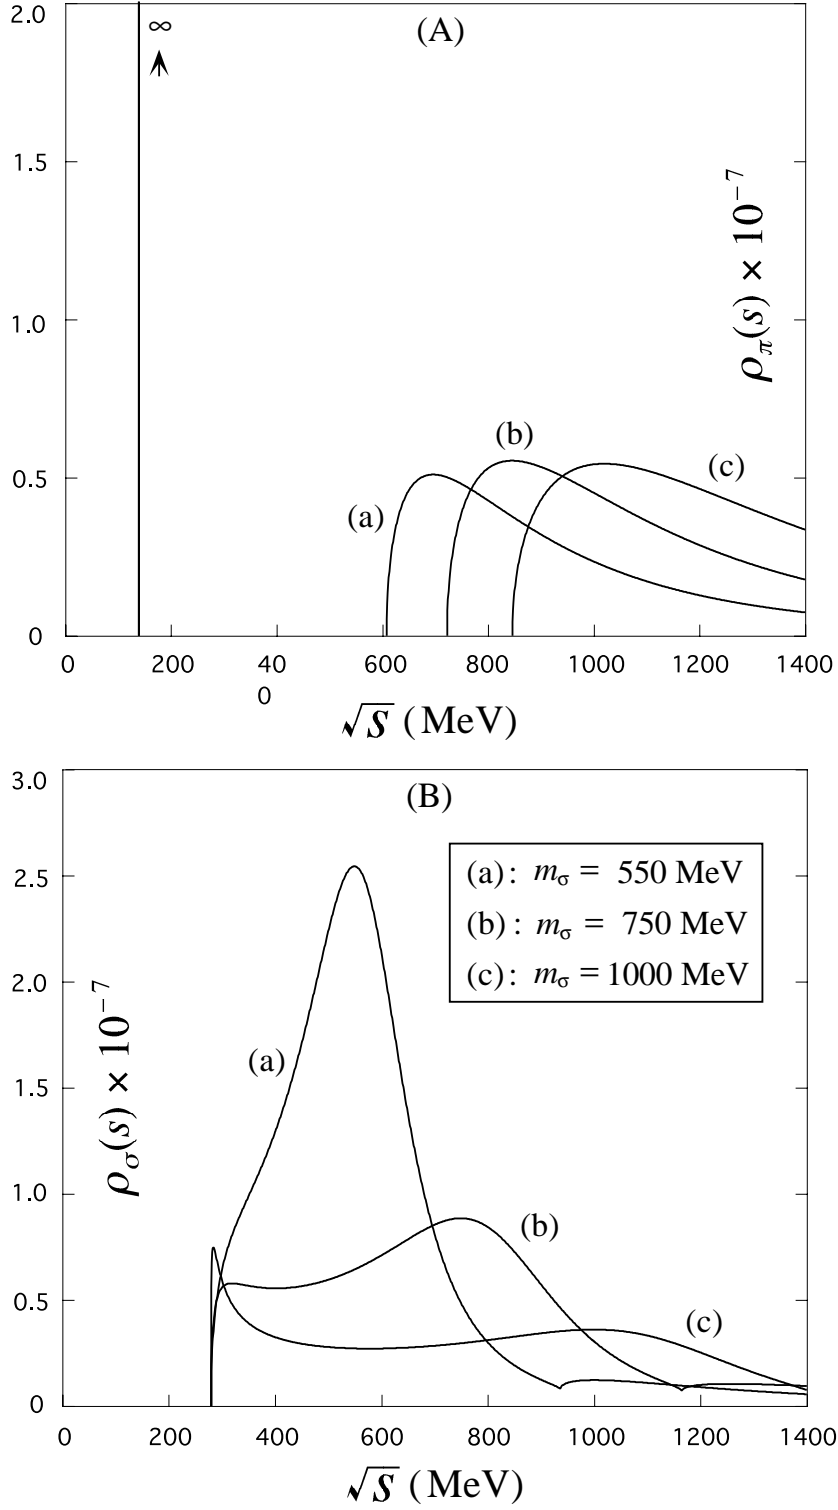 2.0
∞
(A)
1.5
ρπ(s) × 10−7
1.0
(b)
(c)
0.5
(a)
0
0 200 40 600 800 1000 1200 1400
0
√S (MeV)
3.0
(B)
(a): mσ = 550 MeV
2.5
(b): mσ = 750 MeV
(c): mσ = 1000 MeV
2.0
ρσ(s) × 10−7
1.5
(a)
1.0
(b)
0.5
(c)
0
0 200 400 600 800 1000 1200 1400
√S (MeV)